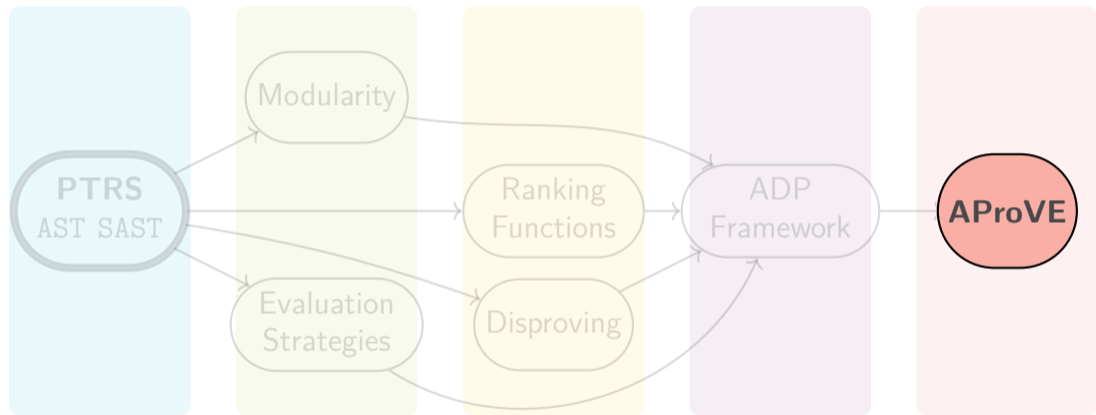 PTRS
AST SAST
Modularity
Evaluation
Strategies
Ranking
Functions
Disproving
ADP
Framework
AProVE